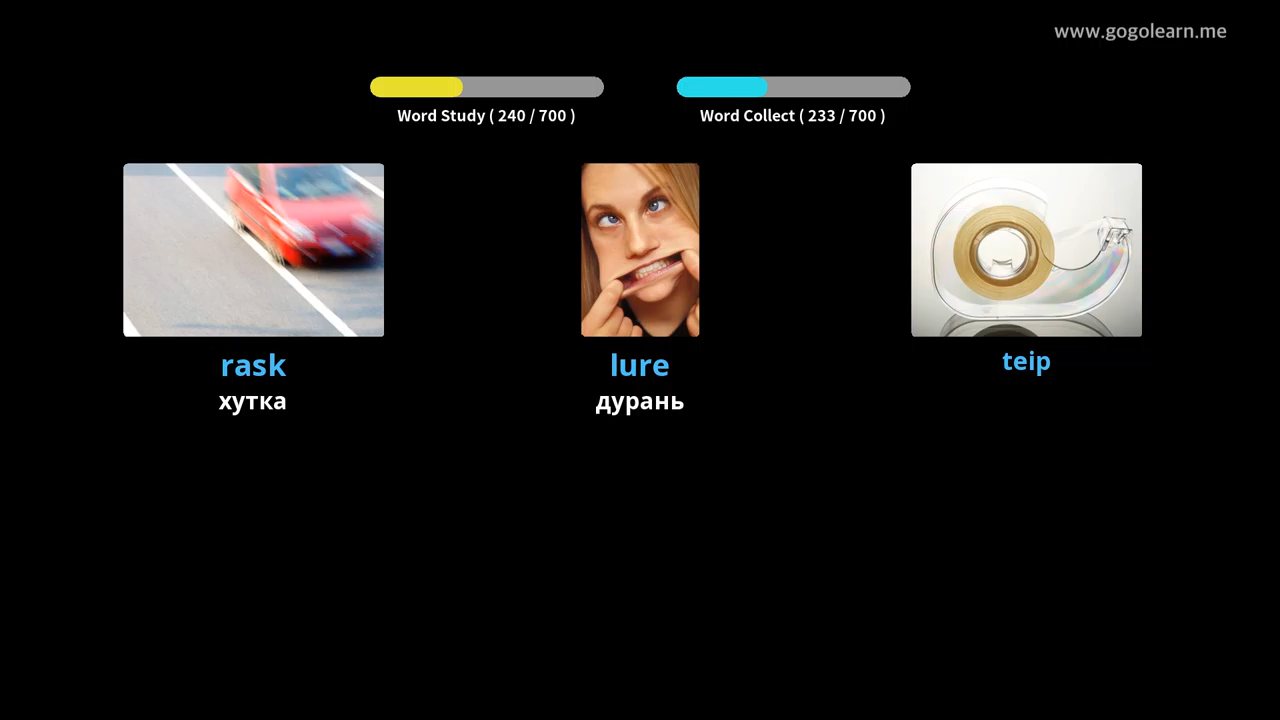 www.gogolearn.me
Word Study ( 240 / 700 )
Word Collect ( 233 / 700 )
rask
хутка
lure
дурань
teip